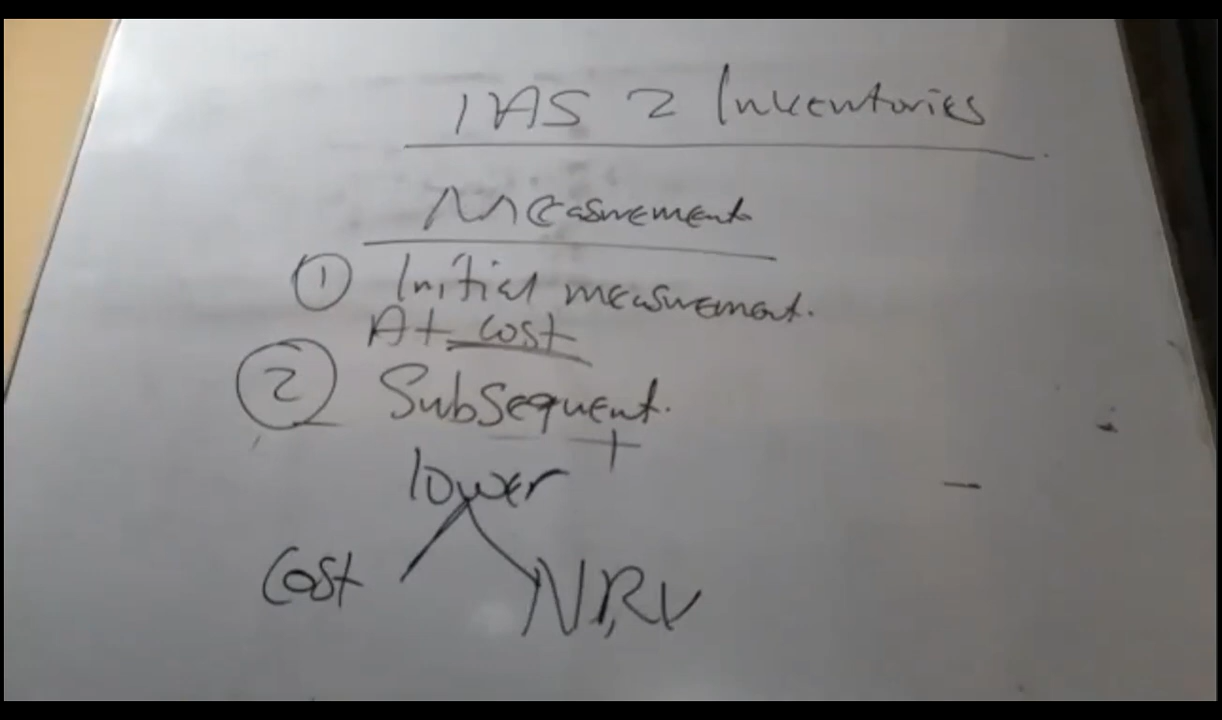 IAS 2 Inventories
Measurement
① Initial measurement.
At cost
② Subsequent.
lower
Cost NRV